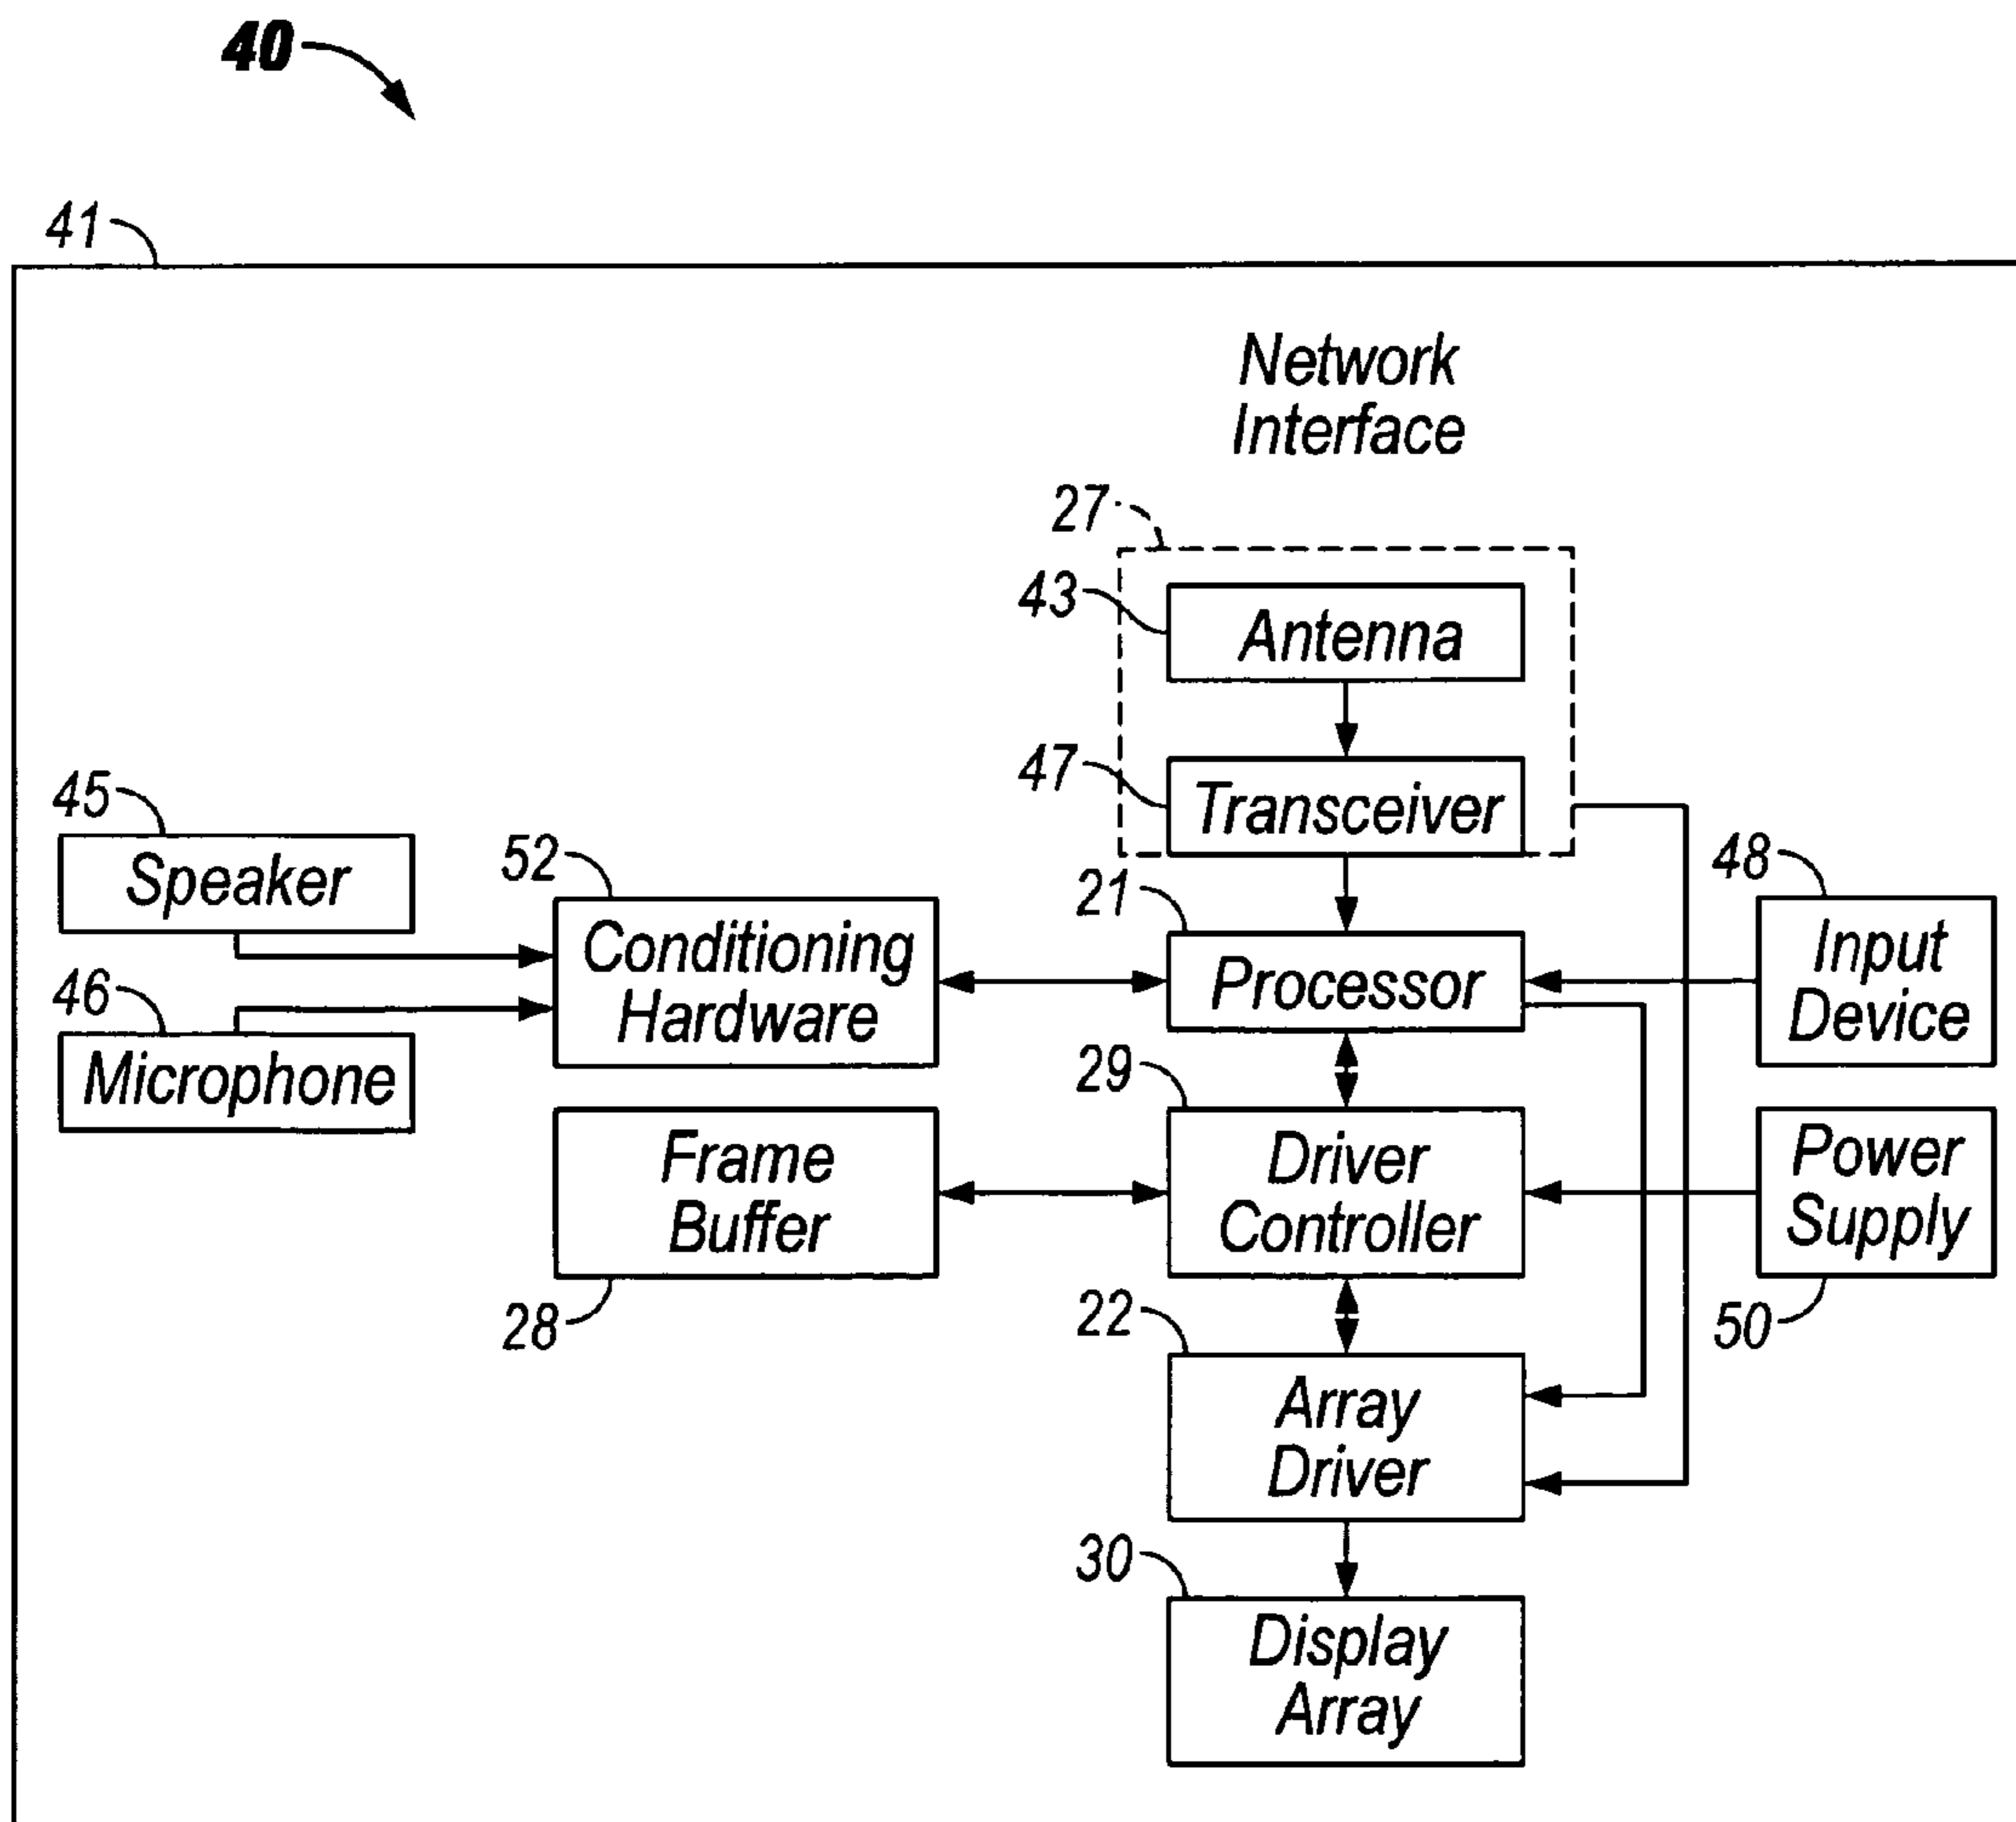 40
41
Network
Interface
27
43
Antenna
47
Transceiver
45
Speaker
52
Conditioning
Hardware
21
Processor
48
Input
Device
46
Microphone
29
Driver
Controller
Frame
Buffer
28
Power
Supply
50
22
Array
Driver
30
Display
Array